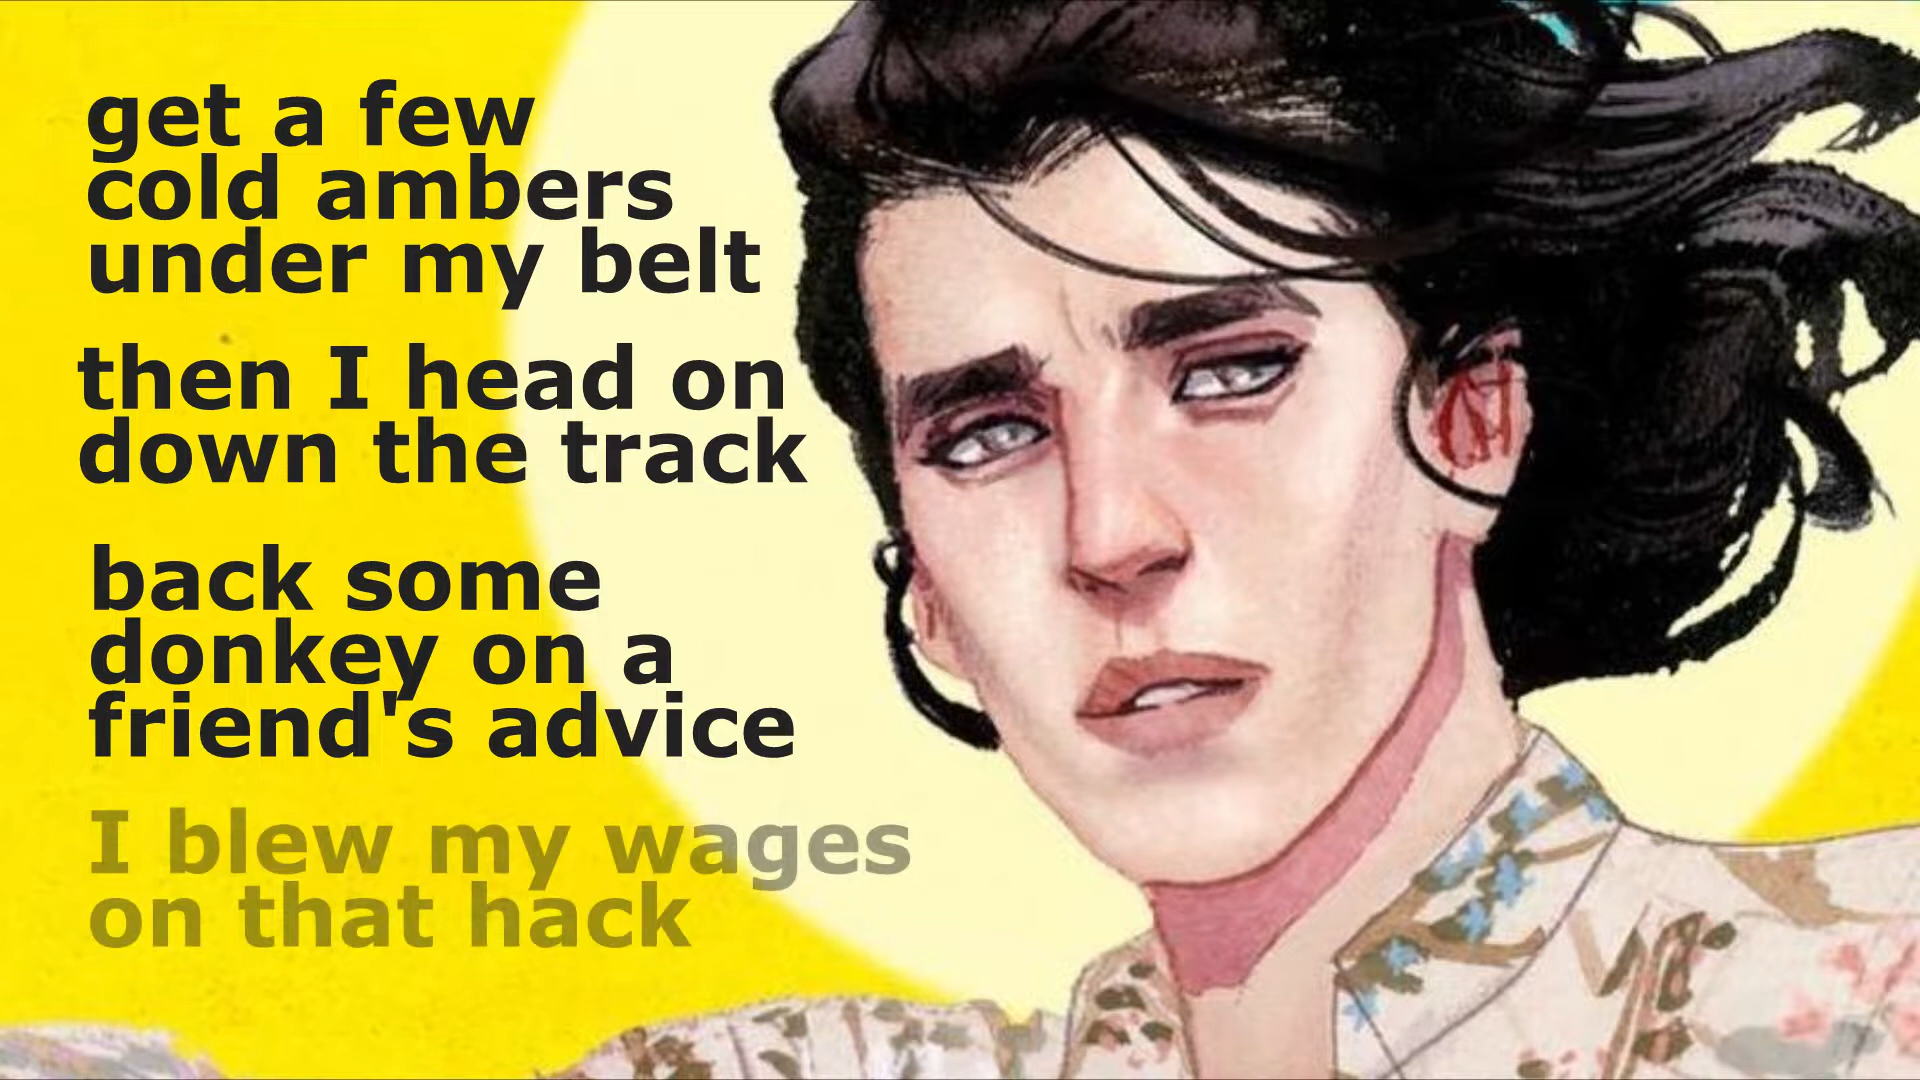 get a few
cold ambers
under my belt
then I head on
down the track
back some
donkey on a
friend's advice
I blew my wages
on that hack